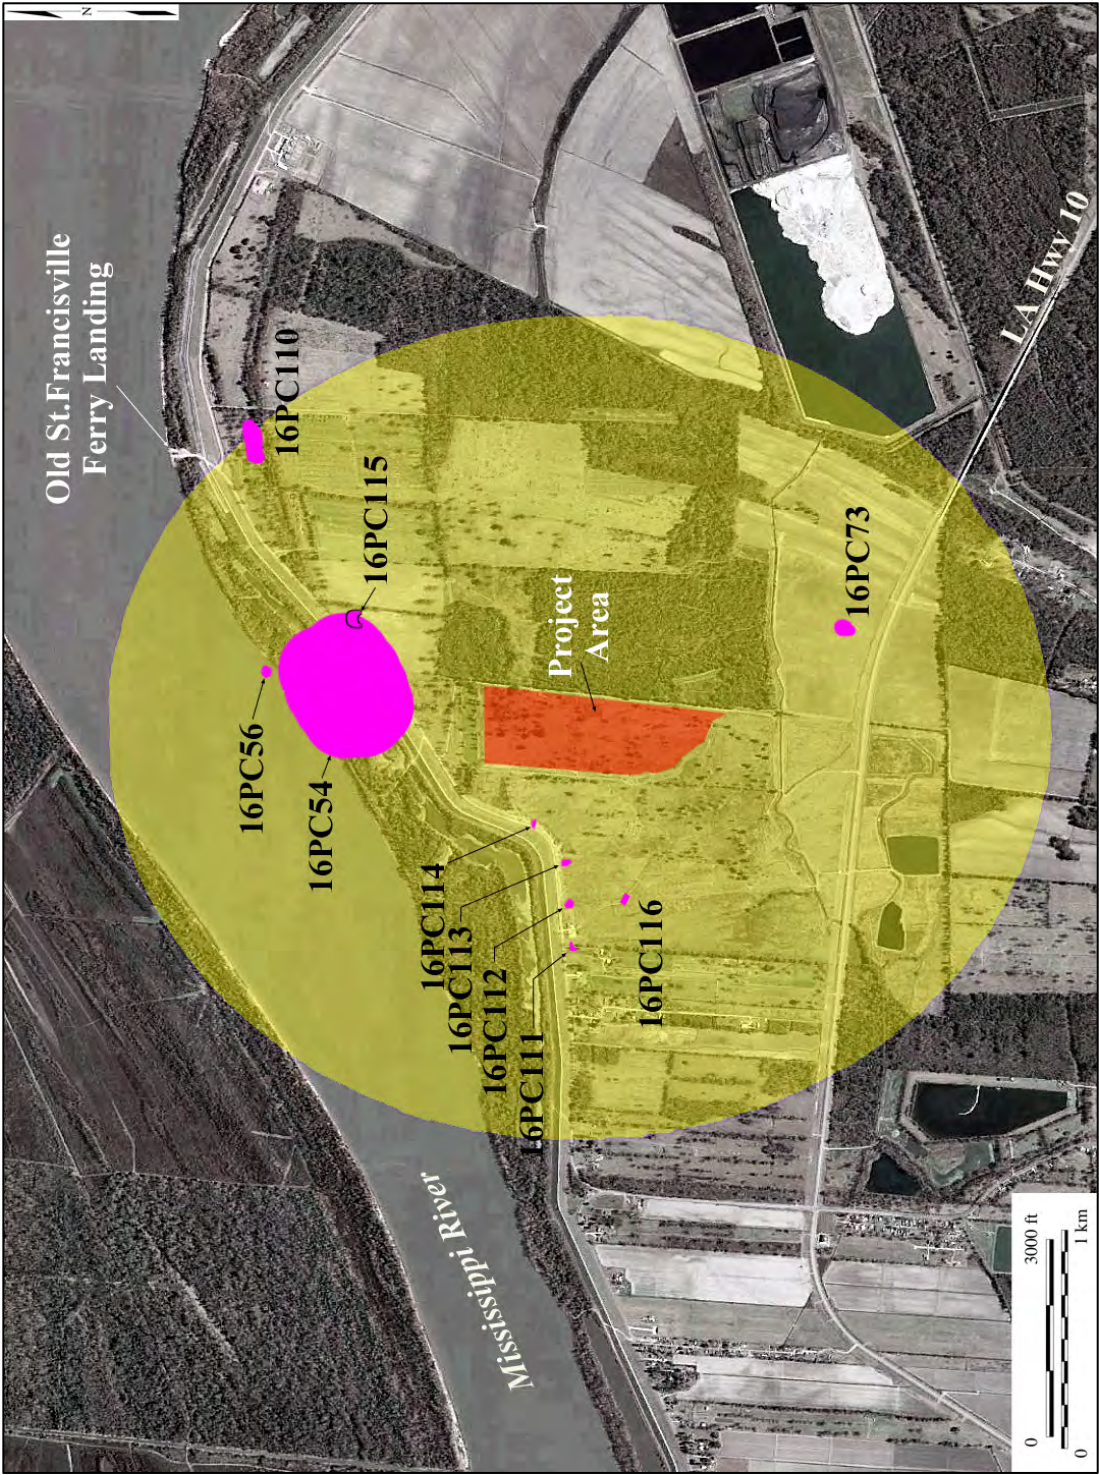 N
Old St.Francisville
Ferry Landing
16PC110
16PC115
16PC56
16PC54
Project
Area
16PC73
LA Hwy 10
16PC114
16PC113
16PC112
16PC111
16PC116
Mississippi River
0 3000 ft
0 1 km